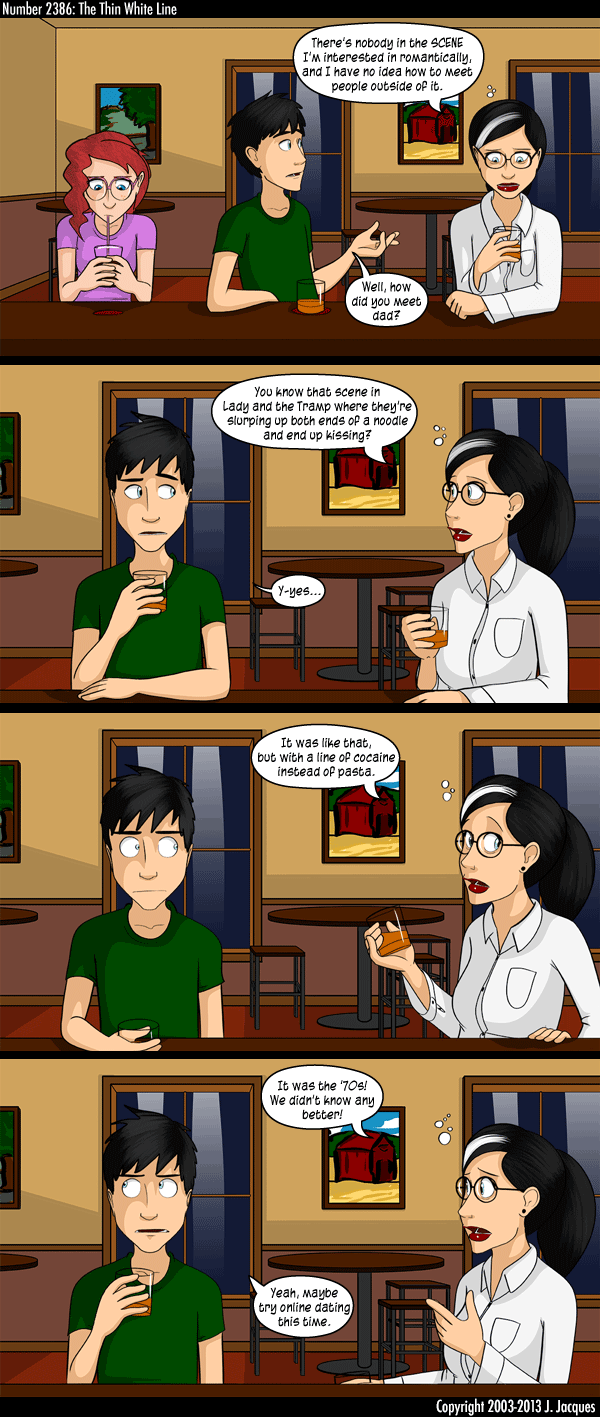 Number 2386: The Thin White Line
There's nobody in the SCENE
I'm interested in romantically,
and I have no idea how to meet
people outside of it.
Well, how
did you meet
dad?
You know that scene in
Lady and the Tramp where they're
slurping up both ends of a noodle
and end up kissing?
Y-yes...
It was like that,
but with a line of cocaine
instead of pasta.
It was the '70s!
We didn't know any
better!
Yeah, maybe
try online dating
this time.
Copyright 2003-2013 J. Jacques